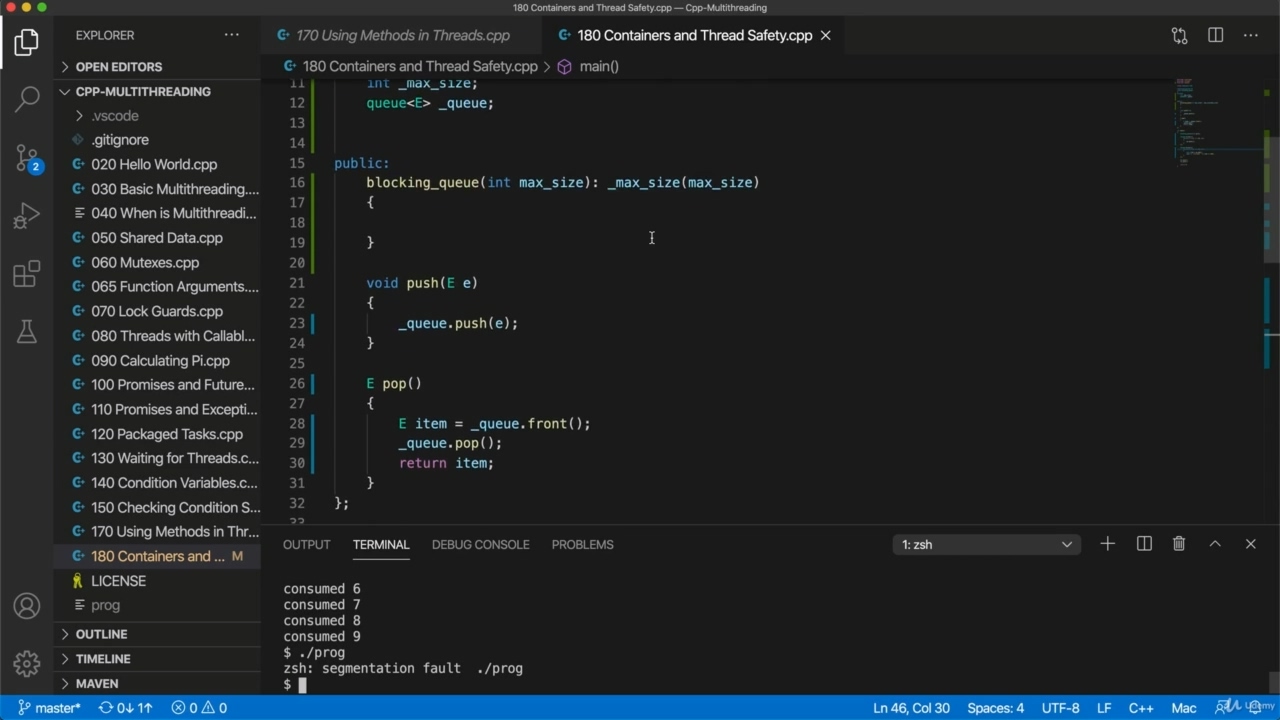 180 Containers and Thread Safety.cpp — Cpp-Multithreading
EXPLORER
170 Using Methods in Threads.cpp
180 Containers and Thread Safety.cpp
OPEN EDITORS
180 Containers and Thread Safety.cpp > main()
CPP-MULTITHREADING
.vscode
.gitignore
020 Hello World.cpp
030 Basic Multithreading....
040 When is Multithreadi...
050 Shared Data.cpp
060 Mutexes.cpp
065 Function Arguments....
070 Lock Guards.cpp
080 Threads with Callabl...
090 Calculating Pi.cpp
100 Promises and Future...
110 Promises and Excepti...
120 Packaged Tasks.cpp
130 Waiting for Threads.c...
140 Condition Variables.c...
150 Checking Condition S...
170 Using Methods in Thr...
180 Containers and ... M
LICENSE
prog
OUTLINE
TIMELINE
MAVEN
2
11 int _max_size;
12 queue<E> _queue;
13
14
15 public:
16 blocking_queue(int max_size): _max_size(max_size)
17 {
18
19 }
20
21 void push(E e)
22 {
23 _queue.push(e);
24 }
25
26 E pop()
27 {
28 E item = _queue.front();
29 _queue.pop();
30 return item;
31 }
32 };
33
OUTPUT TERMINAL DEBUG CONSOLE PROBLEMS 1: zsh
consumed 6
consumed 7
consumed 8
consumed 9
$ ./prog
zsh: segmentation fault ./prog
$
master* 0↓ 1↑ 0 0 Ln 46, Col 30 Spaces: 4 UTF-8 LF C++ Mac Udemy